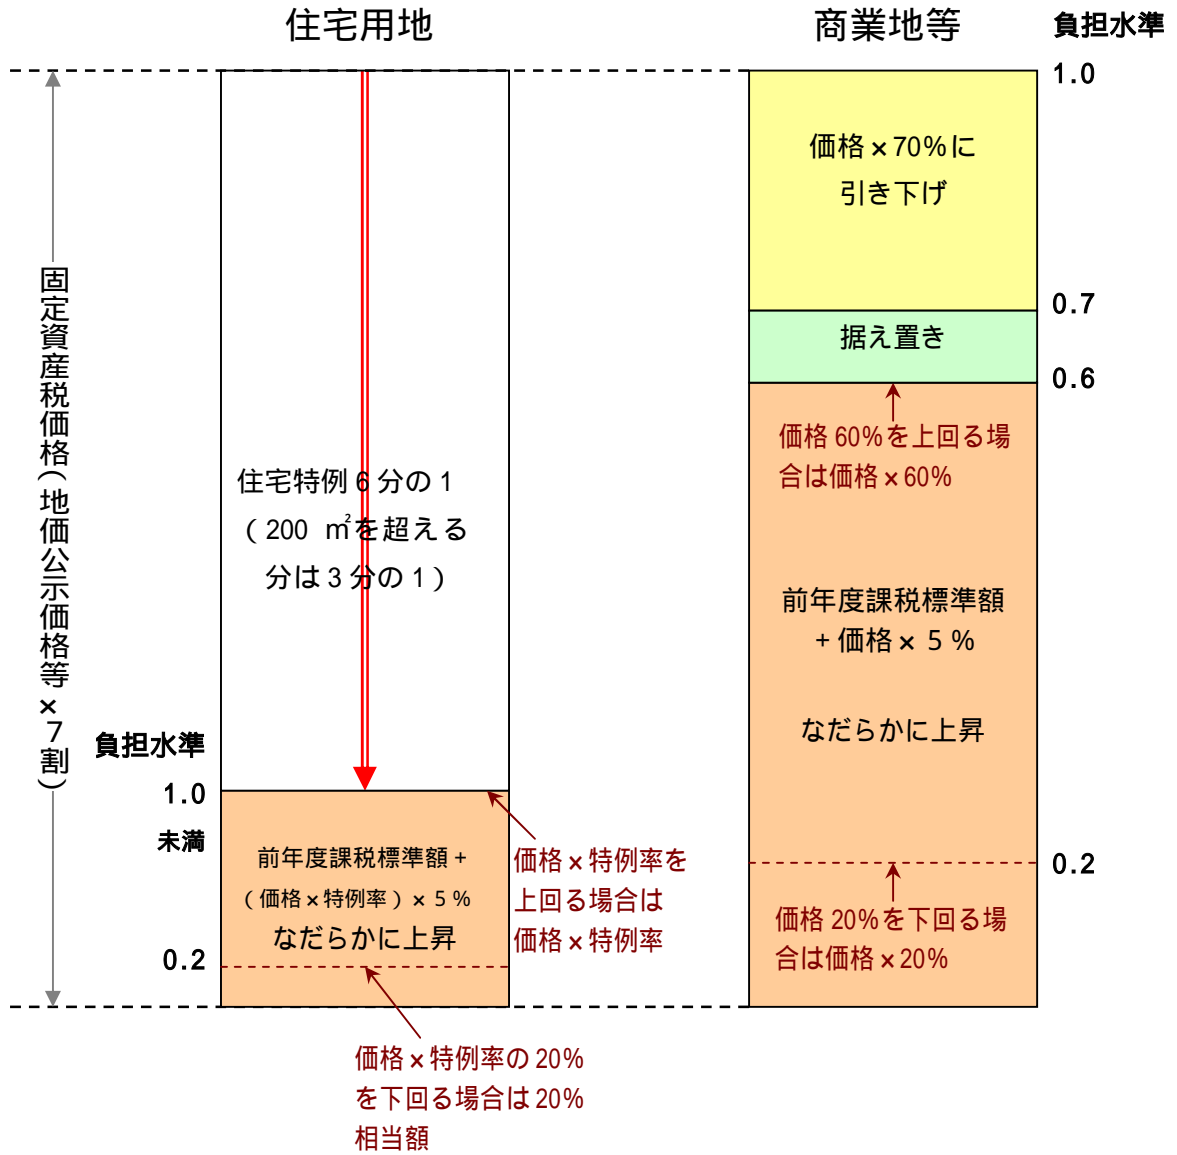 住宅用地
商業地等
負担水準
1.0
価格×70%に
引き下げ
0.7
据え置き
0.6
価格 60%を上回る場
合は価格×60%
前年度課税標準額
+価格× 5 %
なだらかに上昇
0.2
価格 20%を下回る場
合は価格×20%
固定資産税価格(地価公示価格等×7割)
住宅特例 6 分の 1
( 200 ㎡を超える
分は 3 分の 1 )
負担水準
1.0
未満
前年度課税標準額 +
( 価格×特例率 ) × 5 %
なだらかに上昇
0.2
価格×特例率を
上回る場合は
価格×特例率
価格×特例率の 20%
を下回る場合は 20%
相当額